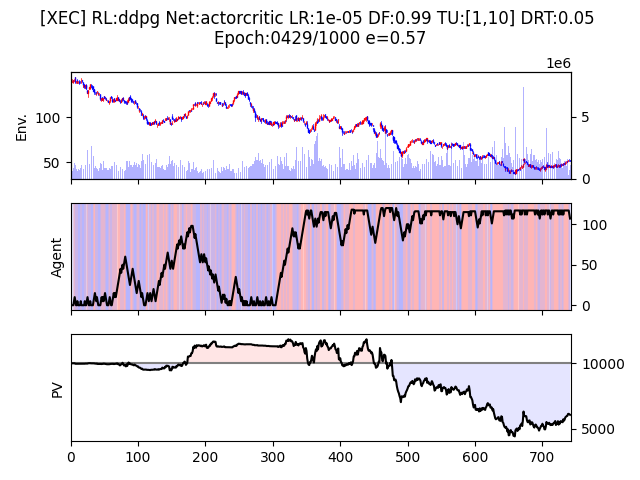 [XEC] RL:ddpg Net:actorcritic LR:1e-05 DF:0.99 TU:[1,10] DRT:0.05
Epoch:0429/1000 e=0.57
1e6
Env.
100
50
5
0
Agent
100
50
0
PV
10000
5000
0 100 200 300 400 500 600 700